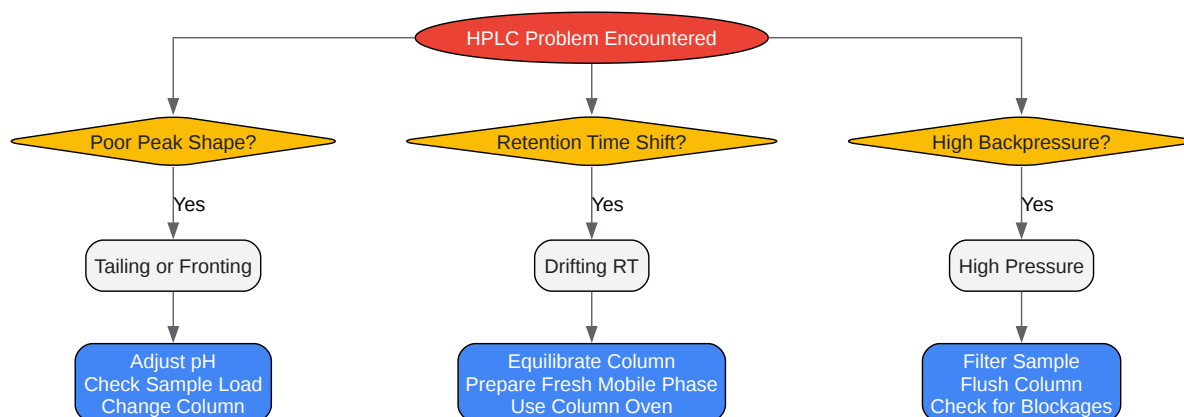 HPLC Problem Encountered
Poor Peak Shape?
Retention Time Shift?
High Backpressure?
Yes
Yes
Yes
Tailing or Fronting
Drifting RT
High Pressure
Adjust pH
Check Sample Load
Change Column
Equilibrate Column
Prepare Fresh Mobile Phase
Use Column Oven
Filter Sample
Flush Column
Check for Blockages